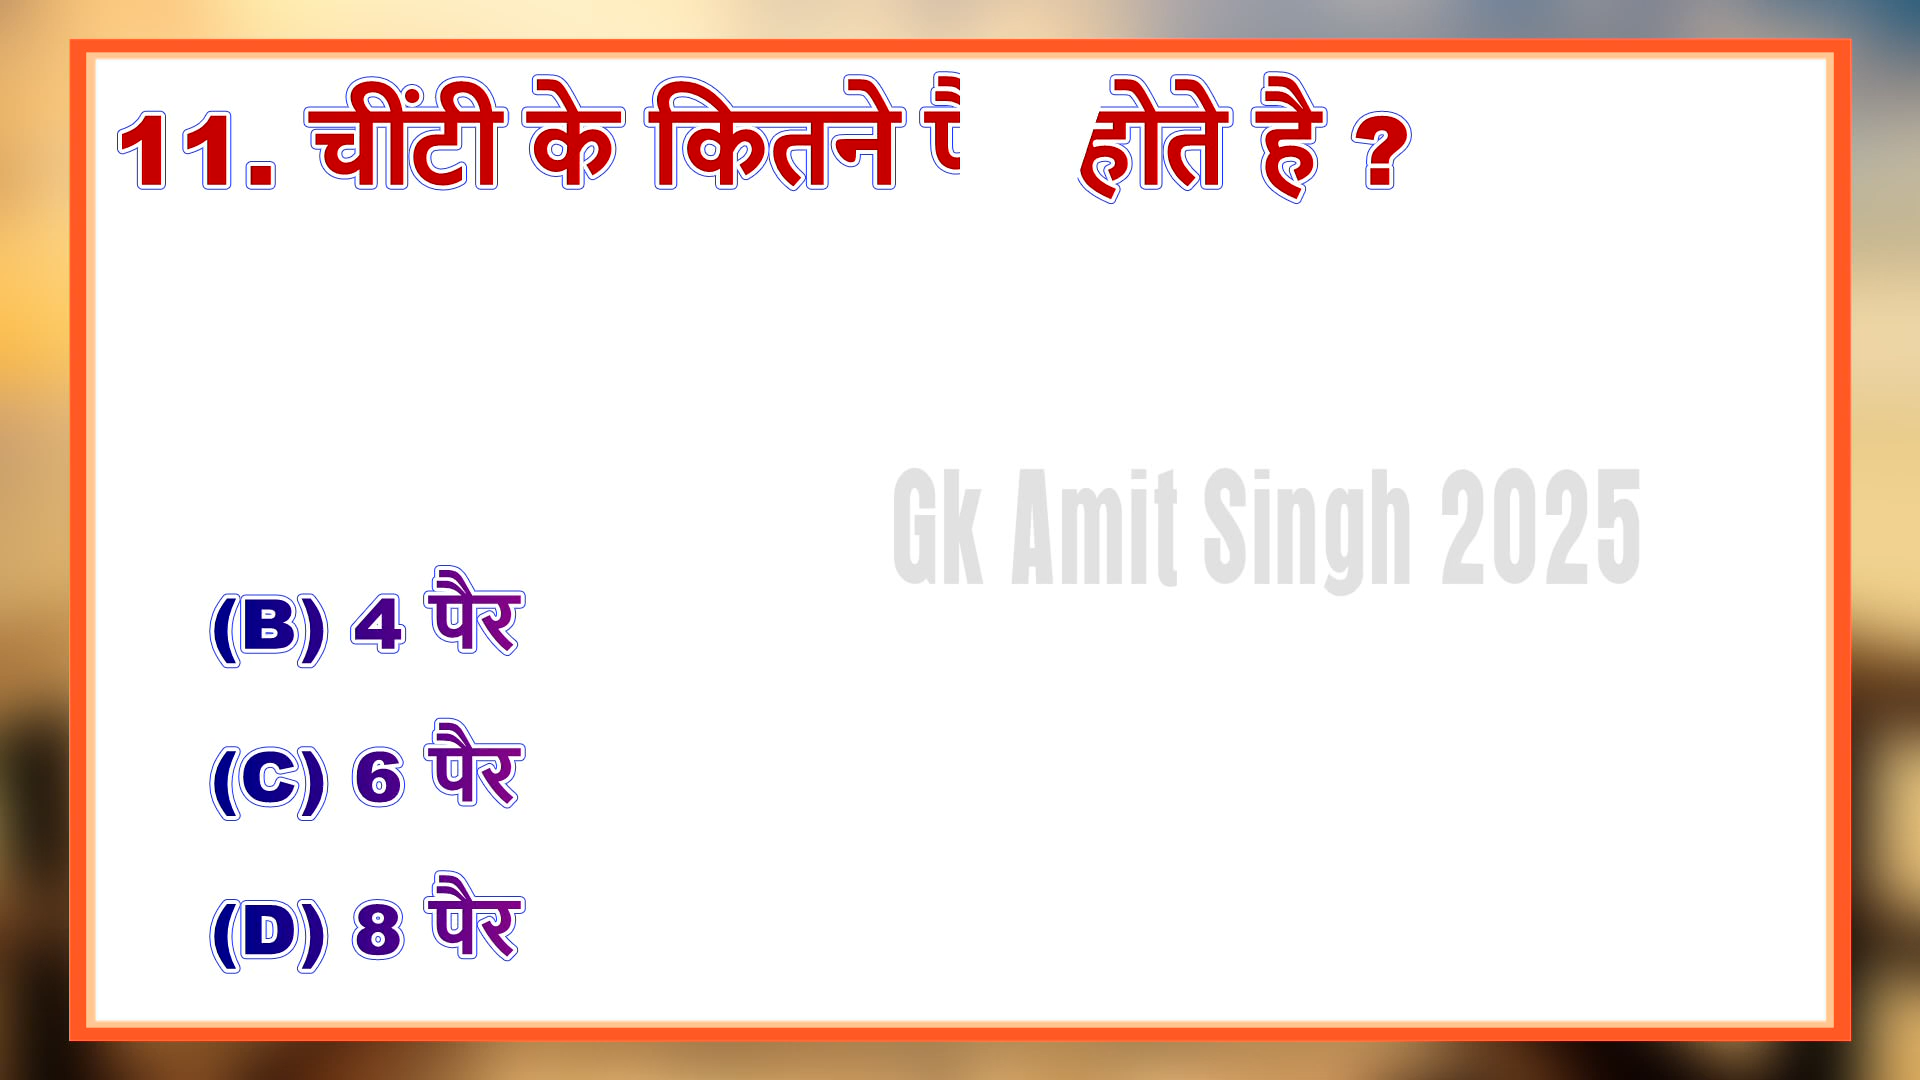 11. चींटी के कितने होते है ?
Gk Amit Singh 2025
(B) 4 पैर
(C) 6 पैर
(D) 8 पैर